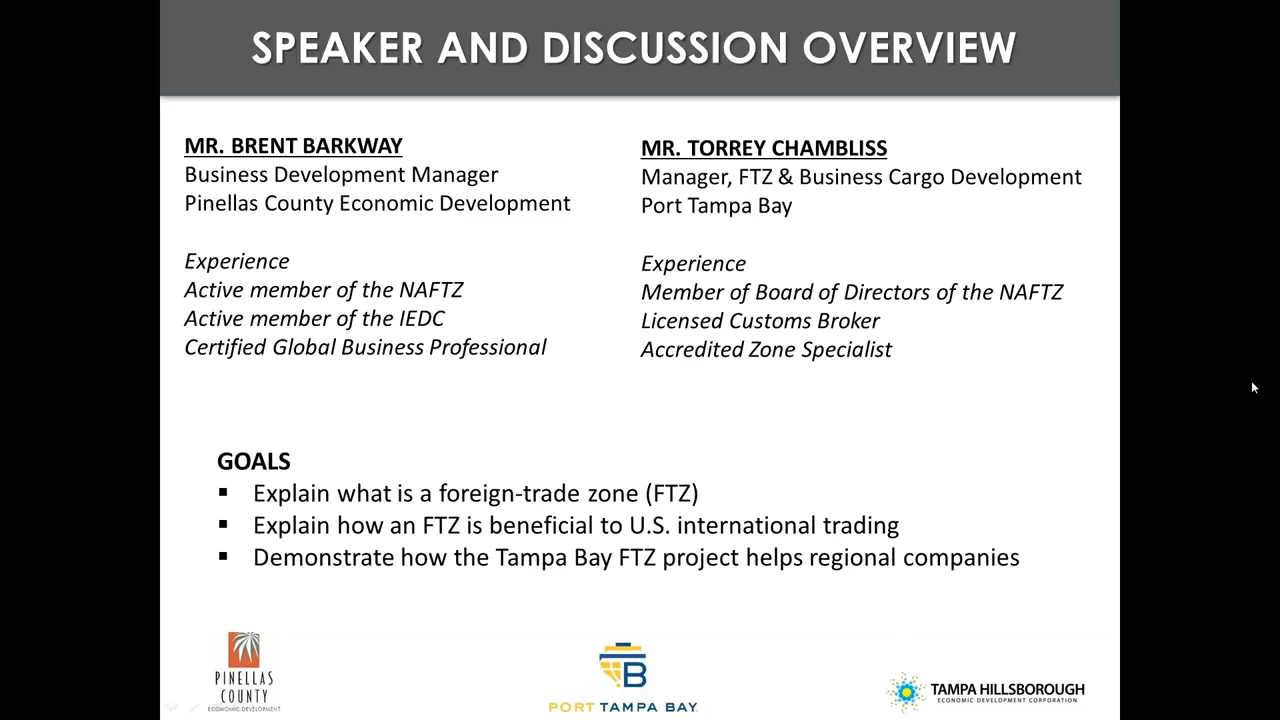 SPEAKER AND DISCUSSION OVERVIEW
MR. BRENT BARKWAY
Business Development Manager
Pinellas County Economic Development
Experience
Active member of the NAFTZ
Active member of the IEDC
Certified Global Business Professional
MR. TORREY CHAMBLISS
Manager, FTZ & Business Cargo Development
Port Tampa Bay
Experience
Member of Board of Directors of the NAFTZ
Licensed Customs Broker
Accredited Zone Specialist
GOALS
▪ Explain what is a foreign-trade zone (FTZ)
▪ Explain how an FTZ is beneficial to U.S. international trading
▪ Demonstrate how the Tampa Bay FTZ project helps regional companies
PINELLAS
COUNTY
ECONOMIC DEVELOPMENT
B
PORT TAMPA BAY
TAMPA HILLSBOROUGH
ECONOMIC DEVELOPMENT CORPORATION